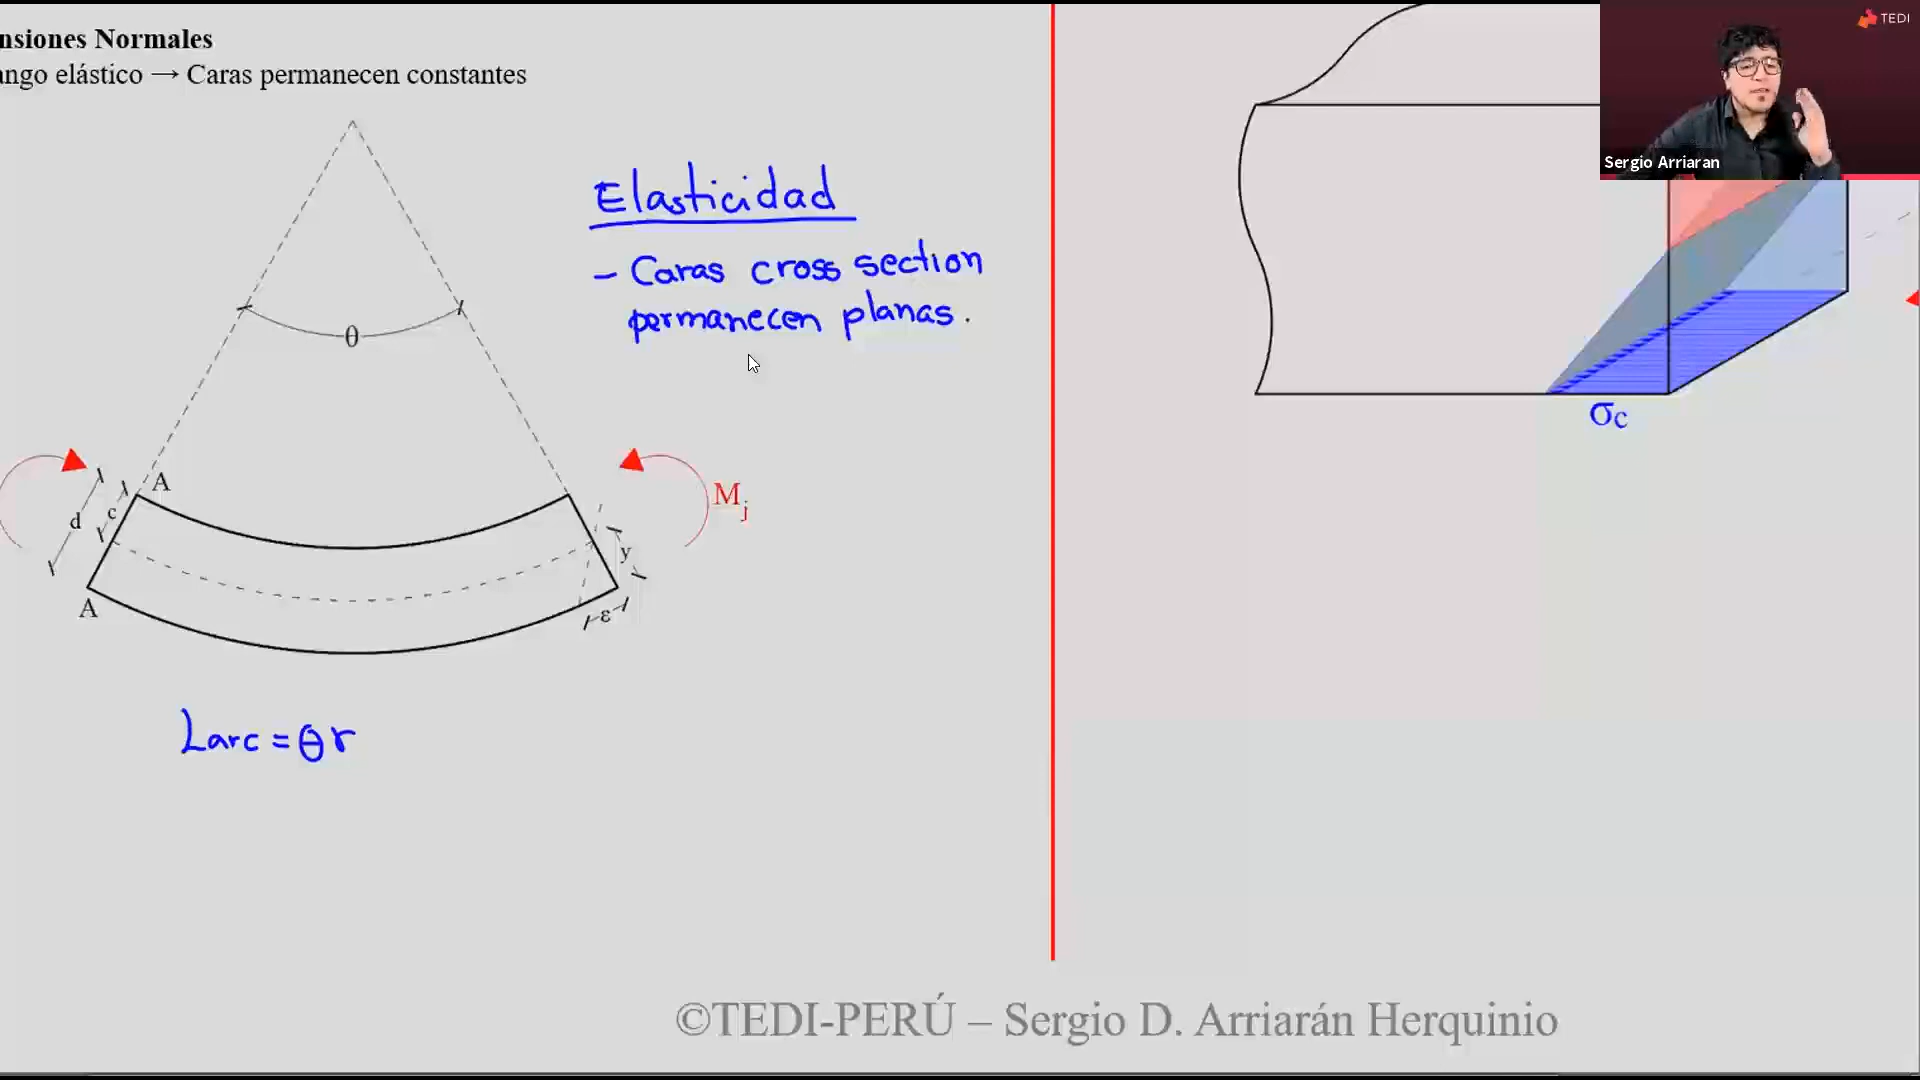 nsiones Normales
ango elástico → Caras permanecen constantes
TEDI
Sergio Arriaran
Elasticidad
- Caras cross section
permanecen planas.
θ
σc
A
d
c
Mj
y
A
ε
Larc = θr
©TEDI-PERÚ – Sergio D. Arriarán Herquinio